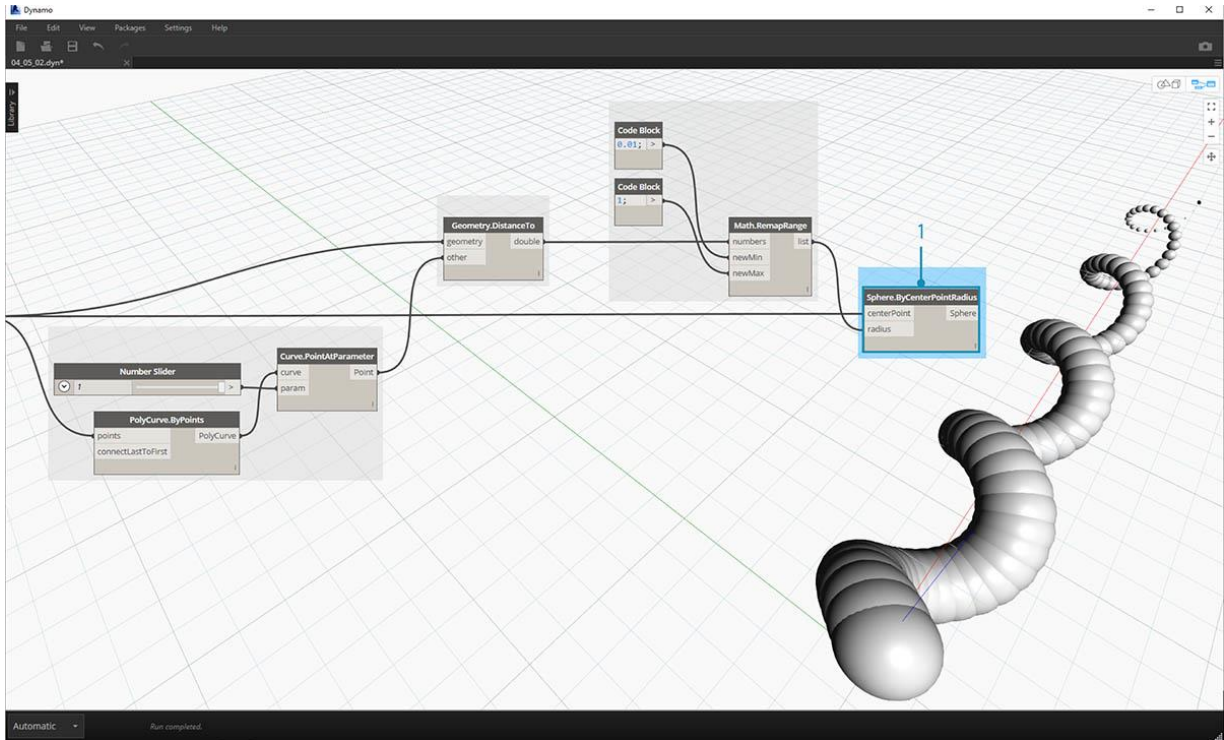 Dynamo
File Edit View Packages Settings Help
04_05_02.dyn*
Library
Code Block
0.01; >
Code Block
1; >
Geometry.DistanceTo
geometry double
other
Math.RemapRange
numbers list
newMin
newMax
1
Sphere.ByCenterPointRadius
centerPoint Sphere
radius
Number Slider
1 >
Curve.PointAtParameter
curve Point
param
PolyCurve.ByPoints
points PolyCurve
connectLastToFirst
Automatic Run completed.